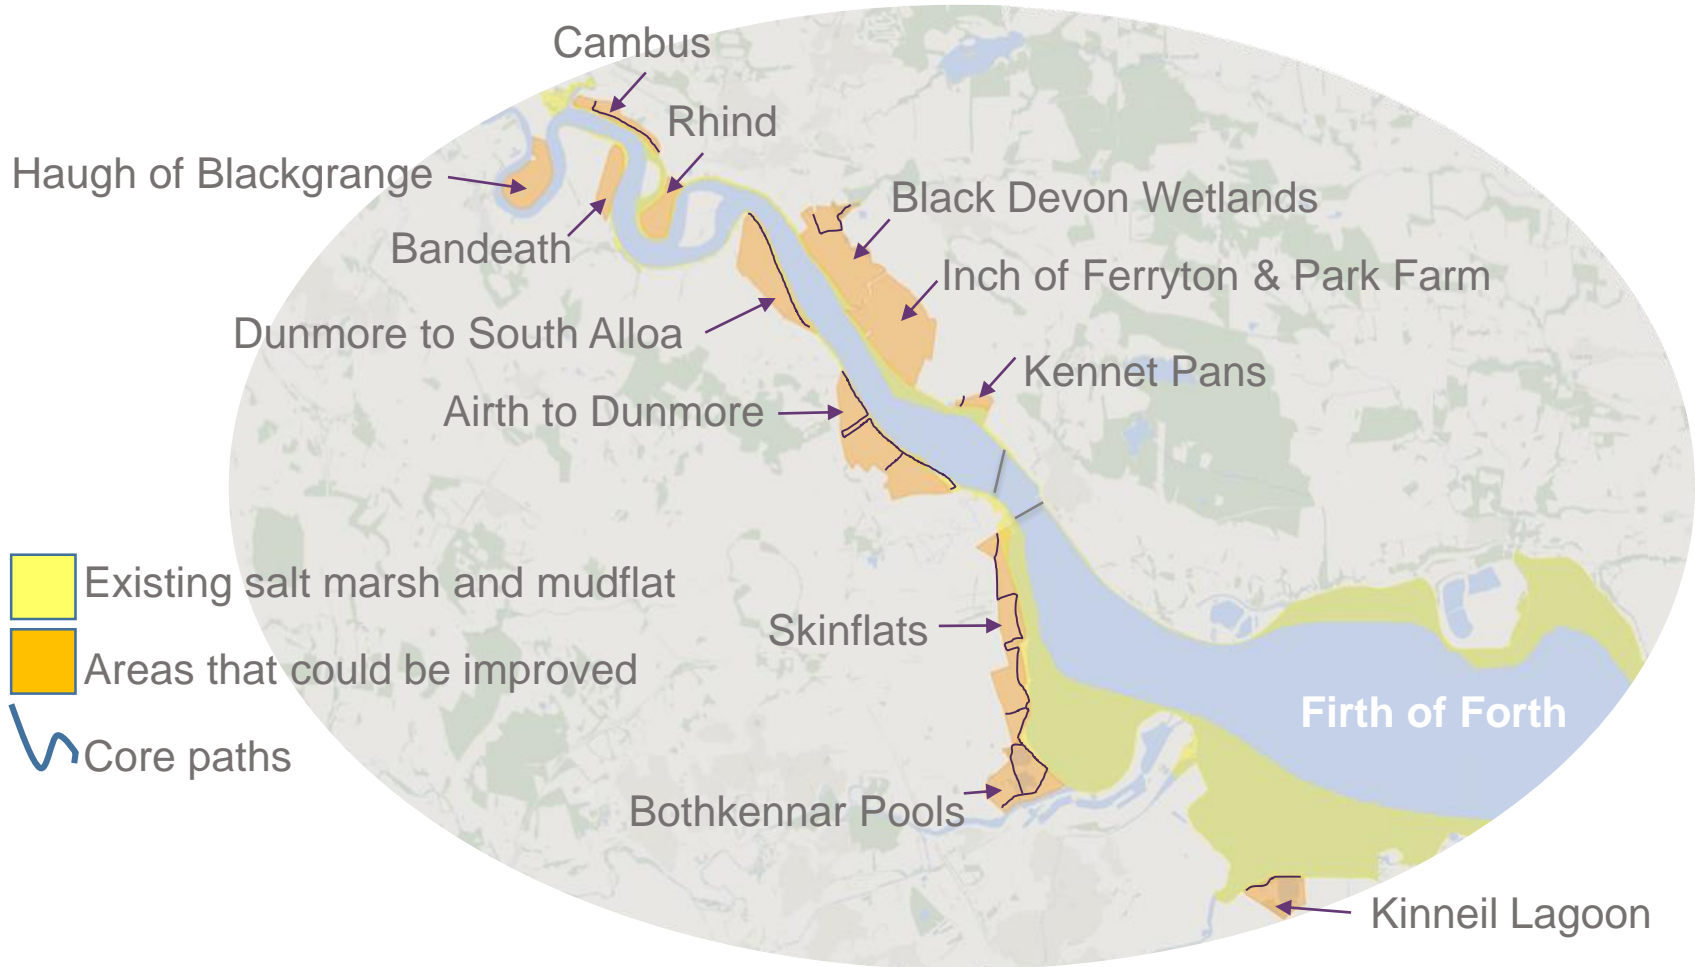 Cambus
Rhind
Haugh of Blackgrange
Black Devon Wetlands
Bandeath
Inch of Ferryton & Park Farm
Dunmore to South Alloa
Kennet Pans
Airth to Dunmore
Existing salt marsh and mudflat
Skinflats
Areas that could be improved
Firth of Forth
Core paths
Bothkennar Pools
Kinneil Lagoon